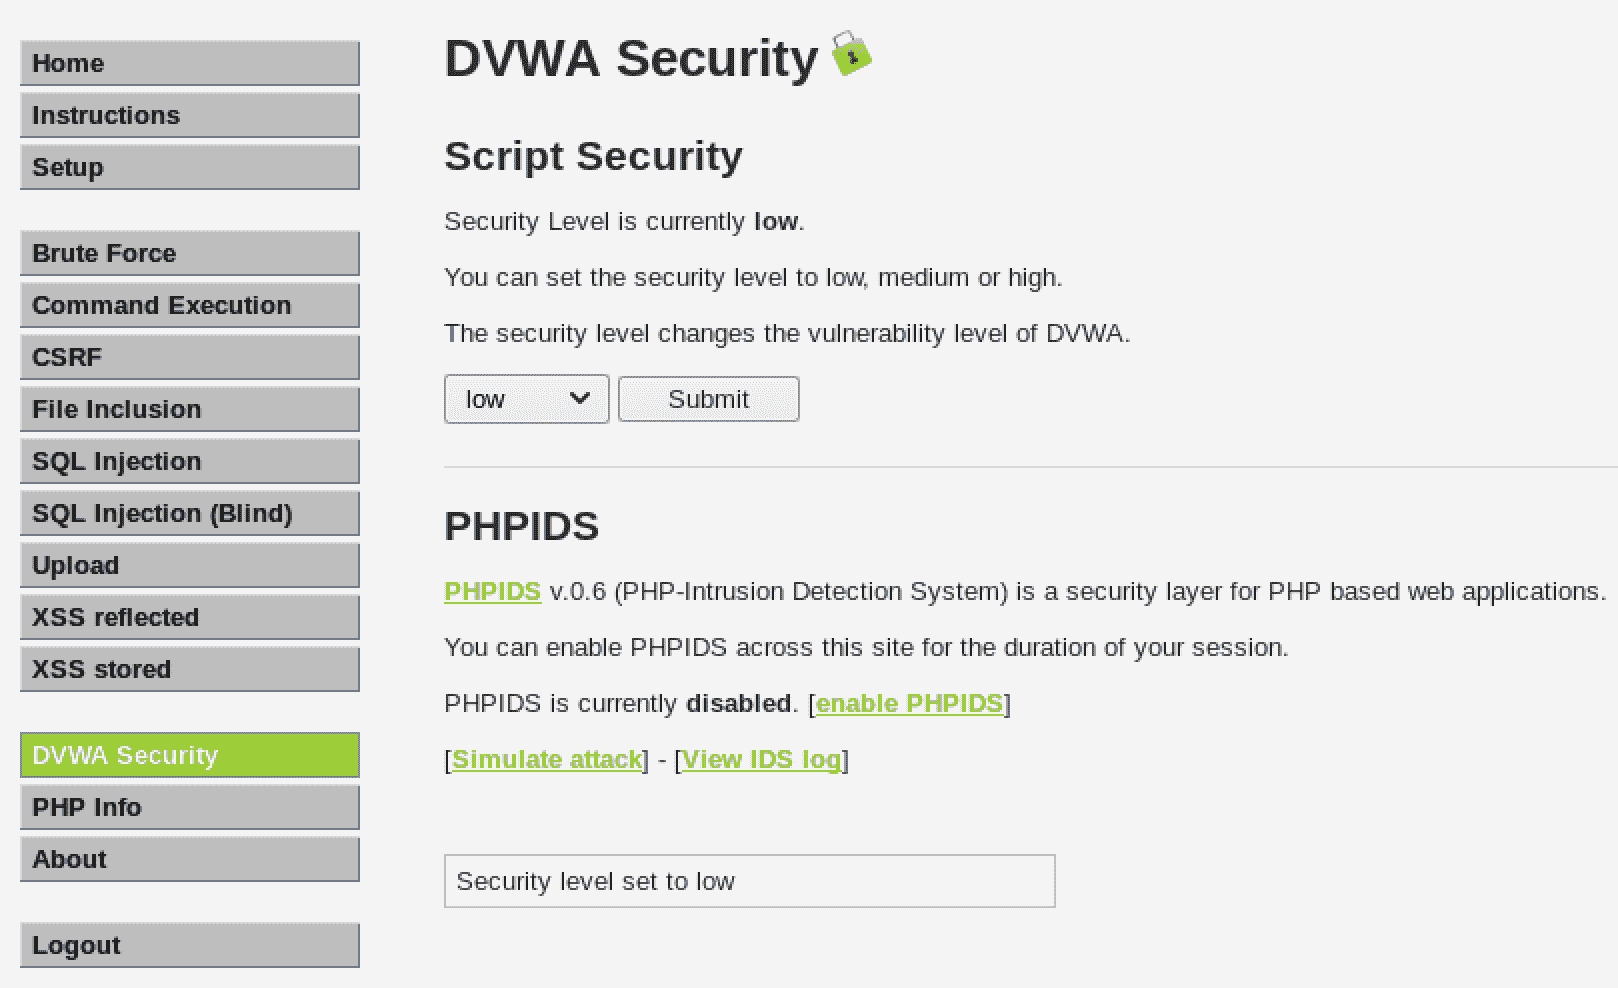 Home
Instructions
Setup
Brute Force
Command Execution
CSRF
File Inclusion
SQL Injection
SQL Injection (Blind)
Upload
XSS reflected
XSS stored
DVWA Security
PHP Info
About
Logout
DVWA Security
Script Security
Security Level is currently low.
You can set the security level to low, medium or high.
The security level changes the vulnerability level of DVWA.
low Submit
PHPIDS
PHPIDS v.0.6 (PHP-Intrusion Detection System) is a security layer for PHP based web applications.
You can enable PHPIDS across this site for the duration of your session.
PHPIDS is currently disabled. [enable PHPIDS]
[Simulate attack] - [View IDS log]
Security level set to low